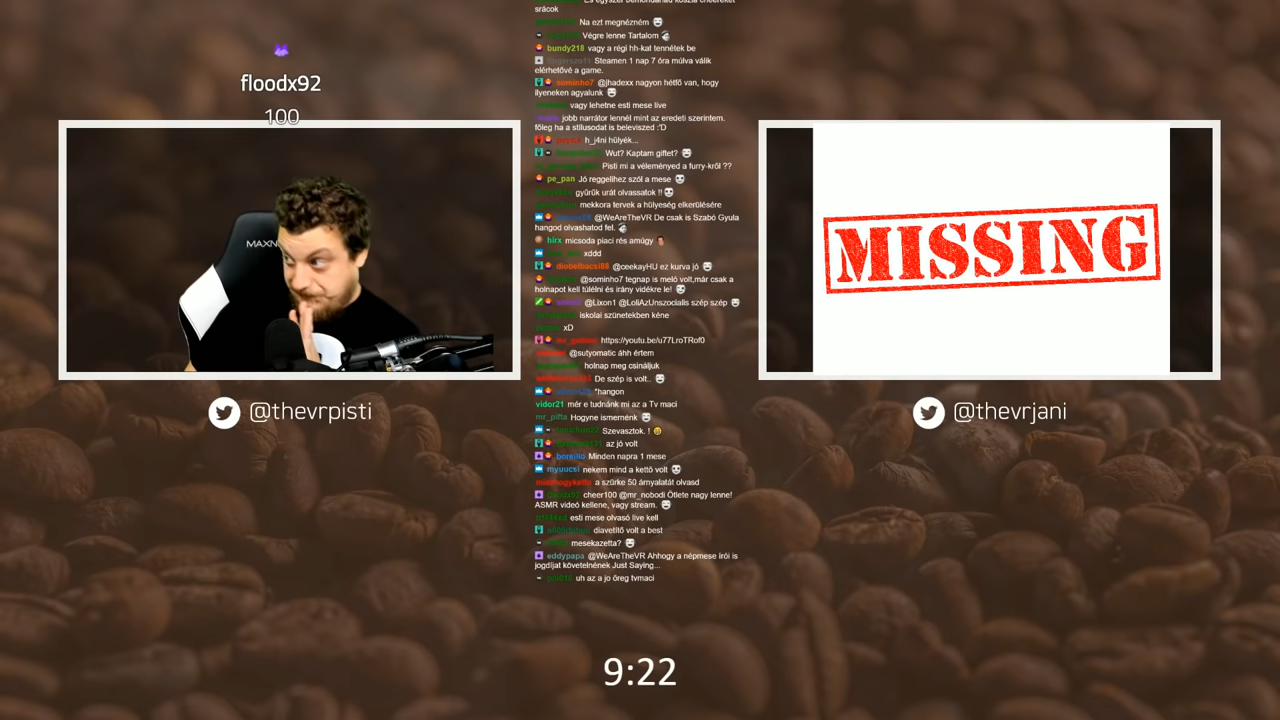 floodx92
100
MAXN
@thevrpisti
srácok
Na ezt megnézném
Végre lenne Tartalom
bundy218 vagy a régi hh-kat tennétek be
Steamen 1 nap 7 óra múlva válik
elérhetővé a game.
sominho7 @jhadexx nagyon hétfő van, hogy
ilyeneken agyalunk
vagy lehetne esti mese live
jobb narrátor lennél mint az eredeti szerintem.
főleg ha a stílusodat is beleviszed :'D
h_j4ni hülyék...
Wut? Kaptam giftet?
Pisti mi a véleményed a furry-kről ??
pe_pan Jó reggelihez szól a mese
gyűrűk urát olvassatok !!
mekkora tervek a hülyeség elkerülésére
@WeAreTheVR De csak is Szabó Gyula
hangod olvashatod fel.
hirx micsoda piaci rés amúgy
xddd
diobelbacsi88 @ceekayHU ez kurva jó
@sominho7 tegnap is meló volt,már csak a
holnapot kell túlélni és irány vidékre le!
@Lixon1 @LoliAzUnszocialis szép szép
iskolai szünetekben kéne
xD
https://youtu.be/u77LroTRof0
@sutyomatic áhh értem
holnap meg csináljuk
De szép is volt..
*hangon
vidor21 mér e tudnánk mi az a Tv maci
mr_pifta Hogyne ismernénk
Szevasztok. !
az jó volt
boreilio Minden napra 1 mese
myuucsi nekem mind a kettő volt
a szürke 50 árnyalatát olvasd
cheer100 @mr_nobodi Ötlete nagy lenne!
ASMR videó kellene, vagy stream.
esti mese olvasó live kell
diavetítő volt a best
mesekazetta?
eddypapa @WeAreTheVR Ahhogy a népmese írói is
jogdíjat követelnének Just Saying...
uh az a jo öreg tvmaci
MISSING
@thevrjani
9:22